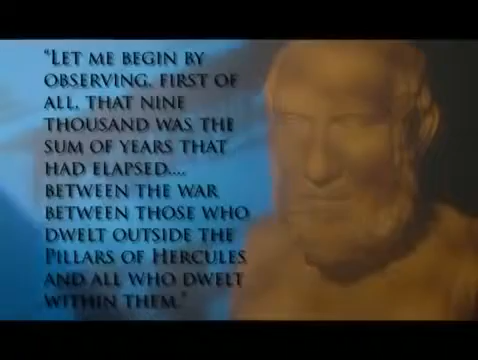 “Let me begin by
observing, first of
all, that nine
thousand was the
sum of years that
had elapsed....
between the war
between those who
dwelt outside the
Pillars of Hercules
and all who dwelt
within them.”